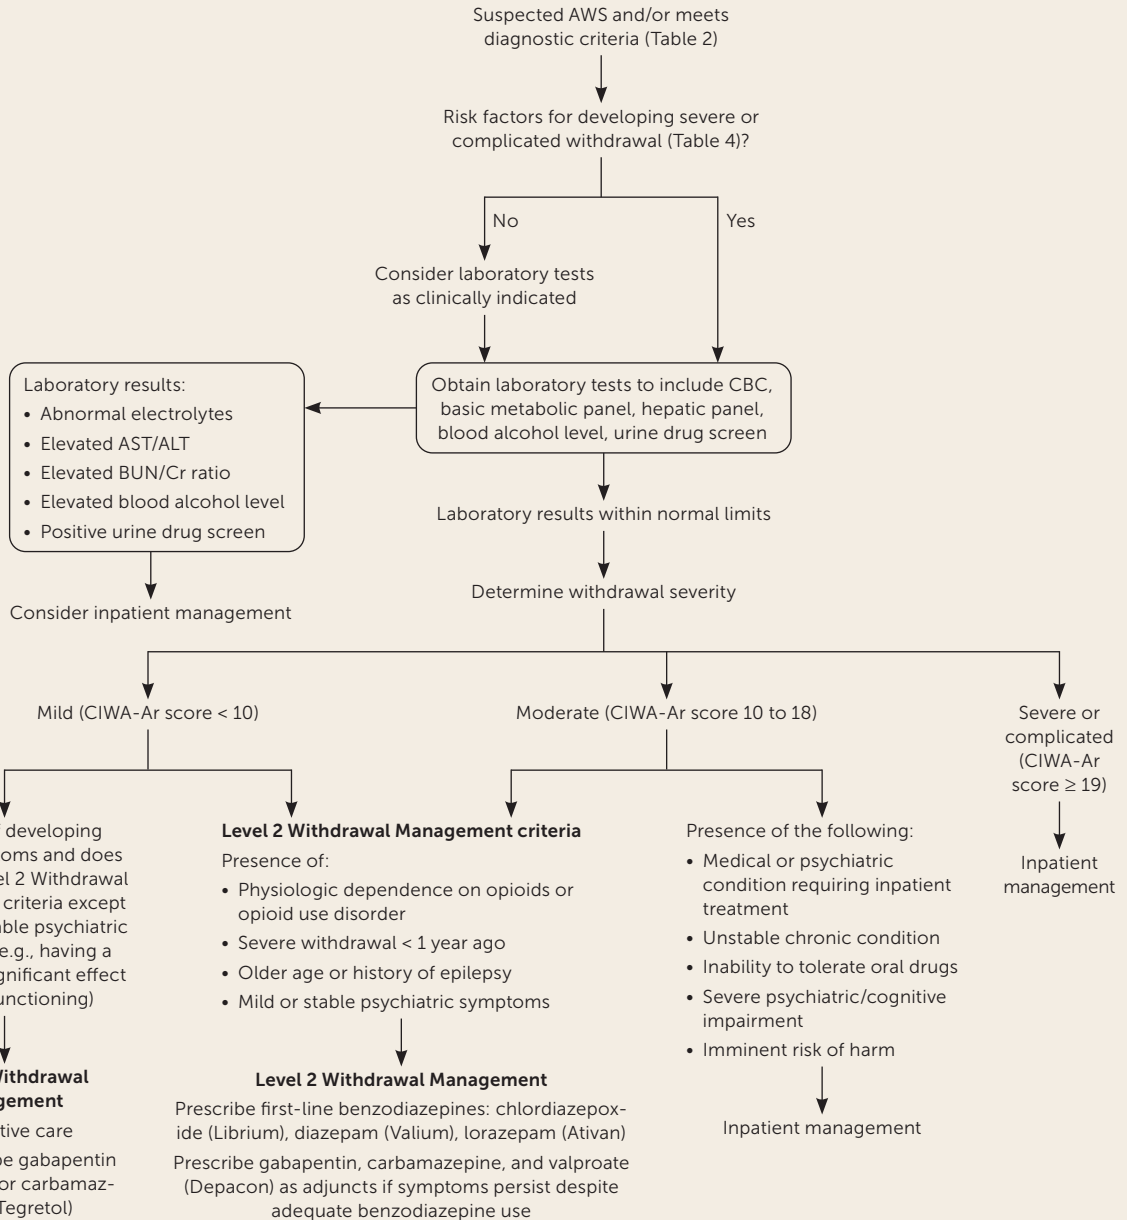 Suspected AWS and/or meets
diagnostic criteria (Table 2)
Risk factors for developing severe or
complicated withdrawal (Table 4)?
No
Yes
Consider laboratory tests
as clinically indicated
Laboratory results:
• Abnormal electrolytes
• Elevated AST/ALT
• Elevated BUN/Cr ratio
• Elevated blood alcohol level
• Positive urine drug screen
Obtain laboratory tests to include CBC,
basic metabolic panel, hepatic panel,
blood alcohol level, urine drug screen
Laboratory results within normal limits
Consider inpatient management
Determine withdrawal severity
Mild (CIWA-Ar score < 10)
Moderate (CIWA-Ar score 10 to 18)
Severe or
complicated
(CIWA-Ar
score ≥ 19)
developing
oms and does
el 2 Withdrawal
criteria except
ble psychiatric
e.g., having a
gnificant effect
unctioning)
Level 2 Withdrawal Management criteria
Presence of:
• Physiologic dependence on opioids or
opioid use disorder
• Severe withdrawal < 1 year ago
• Older age or history of epilepsy
• Mild or stable psychiatric symptoms
Presence of the following:
• Medical or psychiatric
condition requiring inpatient
treatment
• Unstable chronic condition
• Inability to tolerate oral drugs
• Severe psychiatric/cognitive
impairment
• Imminent risk of harm
Inpatient
management
Withdrawal
gement
tive care
be gabapentin
or carbamaz-
Tegretol)
Level 2 Withdrawal Management
Prescribe first-line benzodiazepines: chlordiazepox-
ide (Librium), diazepam (Valium), lorazepam (Ativan)
Prescribe gabapentin, carbamazepine, and valproate
(Depacon) as adjuncts if symptoms persist despite
adequate benzodiazepine use
Inpatient management